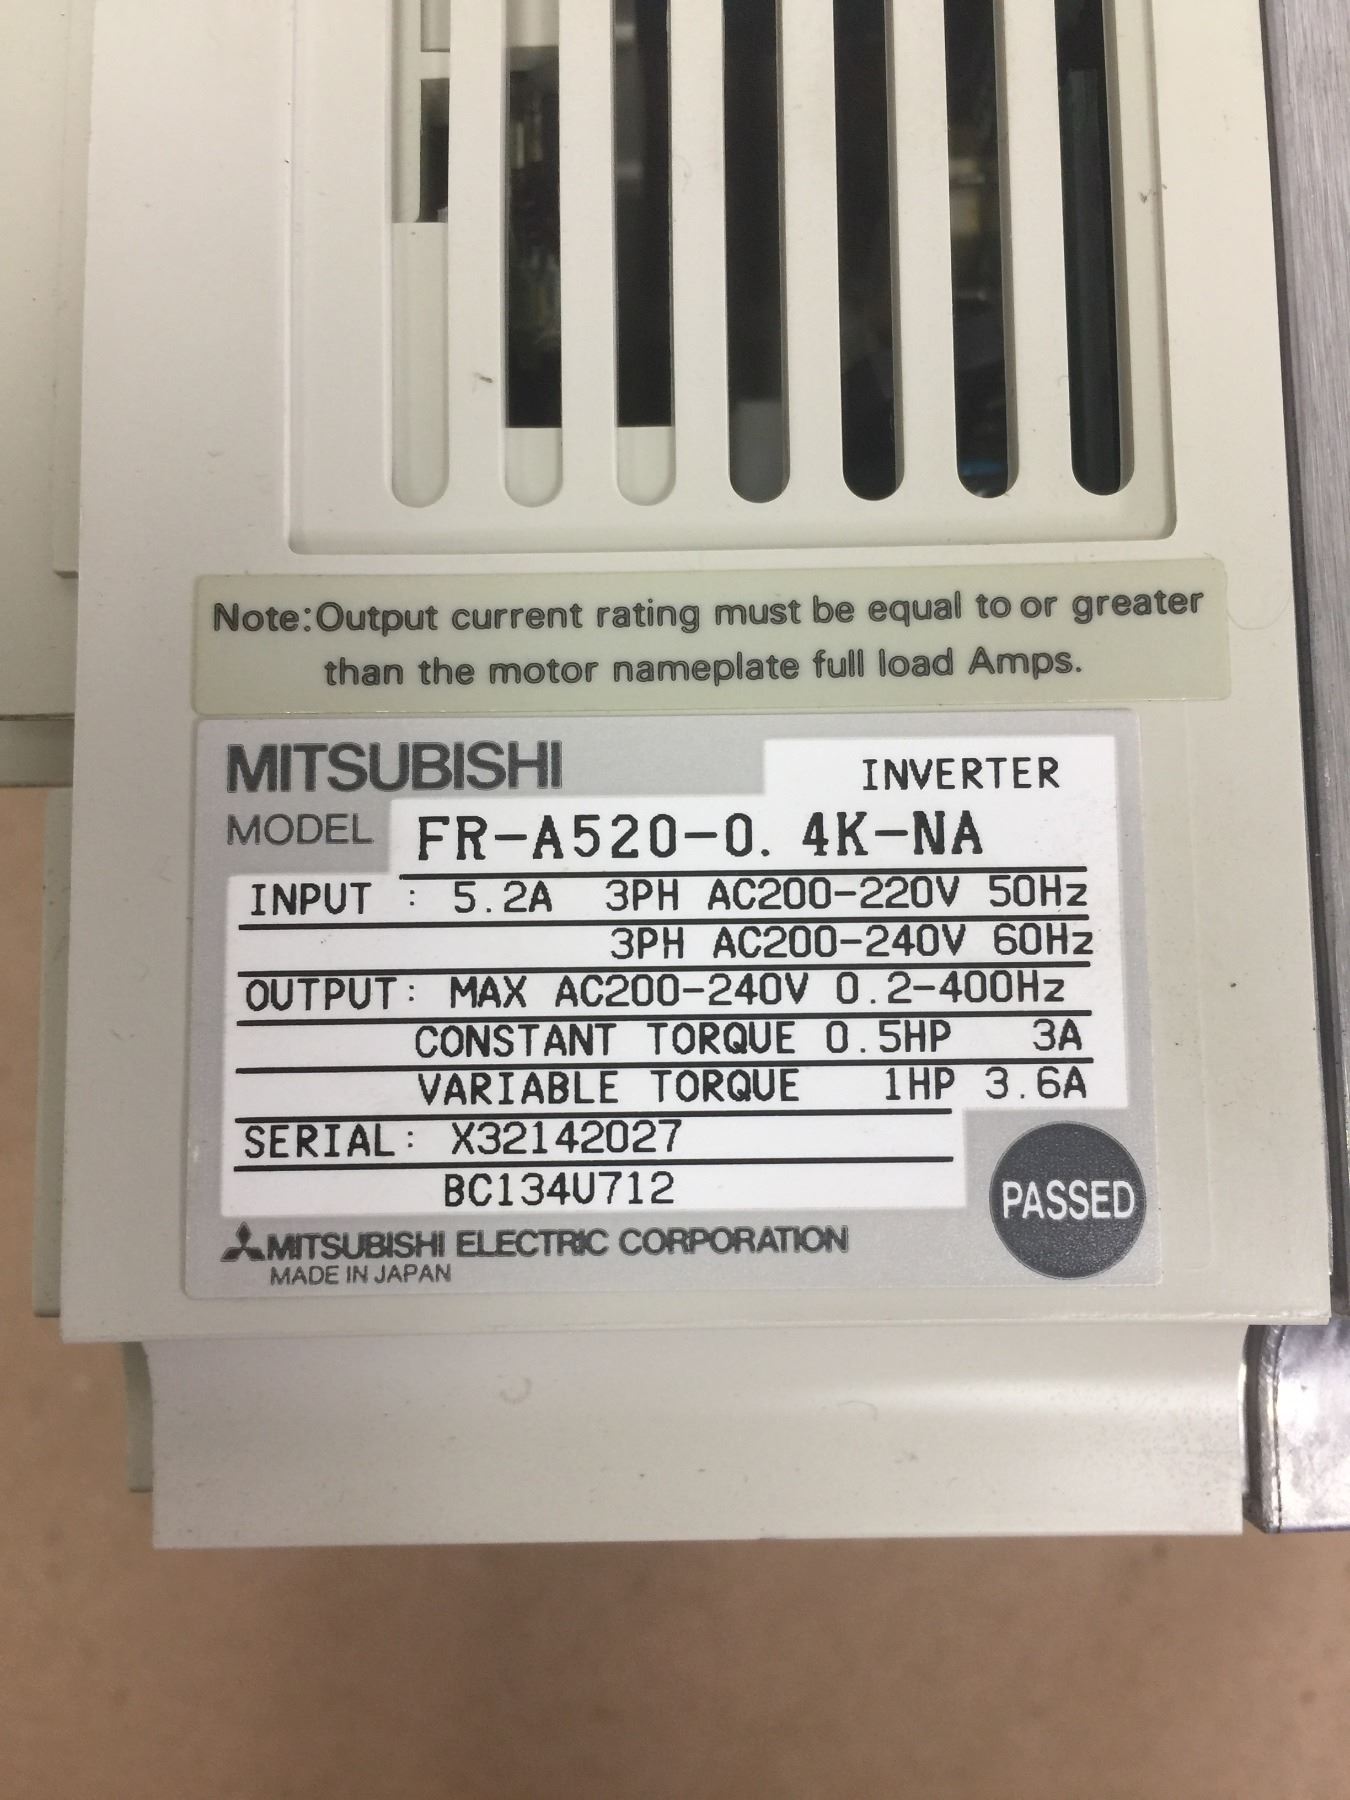 Note:Output current rating must be equal to or greater
than the motor nameplate full load Amps.
MITSUBISHI INVERTER
MODEL FR-A520-0.4K-NA
INPUT : 5.2A 3PH AC200-220V 50Hz
3PH AC200-240V 60Hz
OUTPUT: MAX AC200-240V 0.2-400Hz
CONSTANT TORQUE 0.5HP 3A
VARIABLE TORQUE 1HP 3.6A
SERIAL: X32142027
BC134U712
PASSED
MITSUBISHI ELECTRIC CORPORATION
MADE IN JAPAN